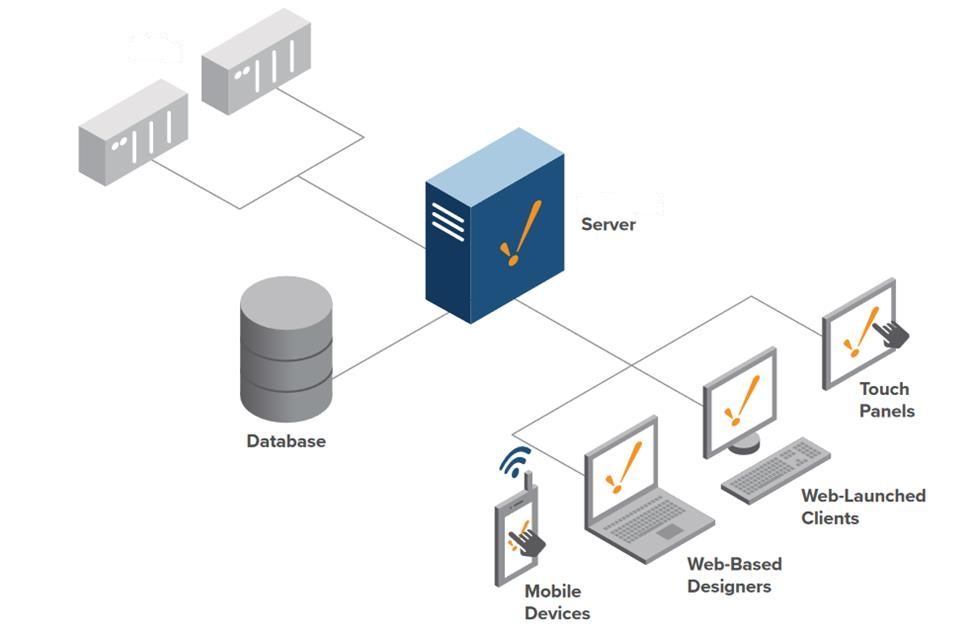 Server
Database
Touch
Panels
Web-Launched
Clients
Web-Based
Designers
Mobile
Devices